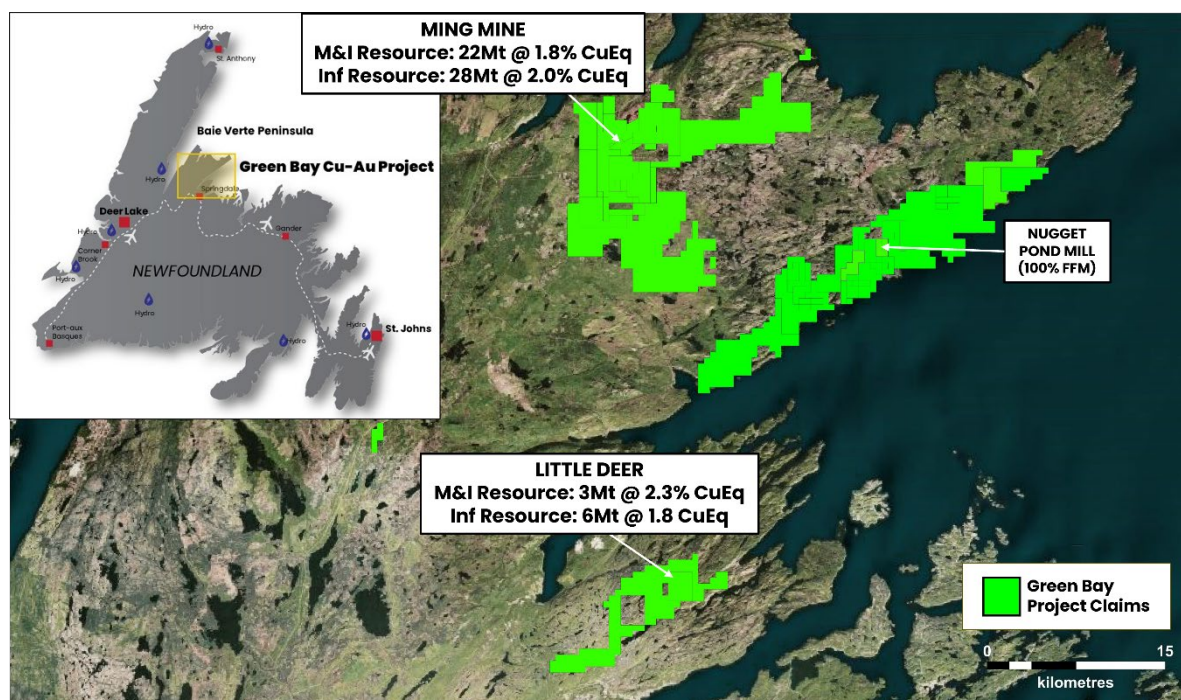 Hydro
St. Anthony
Baie Verte Peninsula
Green Bay Cu-Au Project
Hydro
Springdale
Deer Lake
Hydro
Corner
Brook
Gander
Hydro
NEWFOUNDLAND
Hydro
Port-aux
Basques
Hydro
Hydro
St. Johns
MING MINE
M&I Resource: 22Mt @ 1.8% CuEq
Inf Resource: 28Mt @ 2.0% CuEq
NUGGET
POND MILL
(100% FFM)
LITTLE DEER
M&I Resource: 3Mt @ 2.3% CuEq
Inf Resource: 6Mt @ 1.8 CuEq
Green Bay
Project Claims
0
15
kilometres